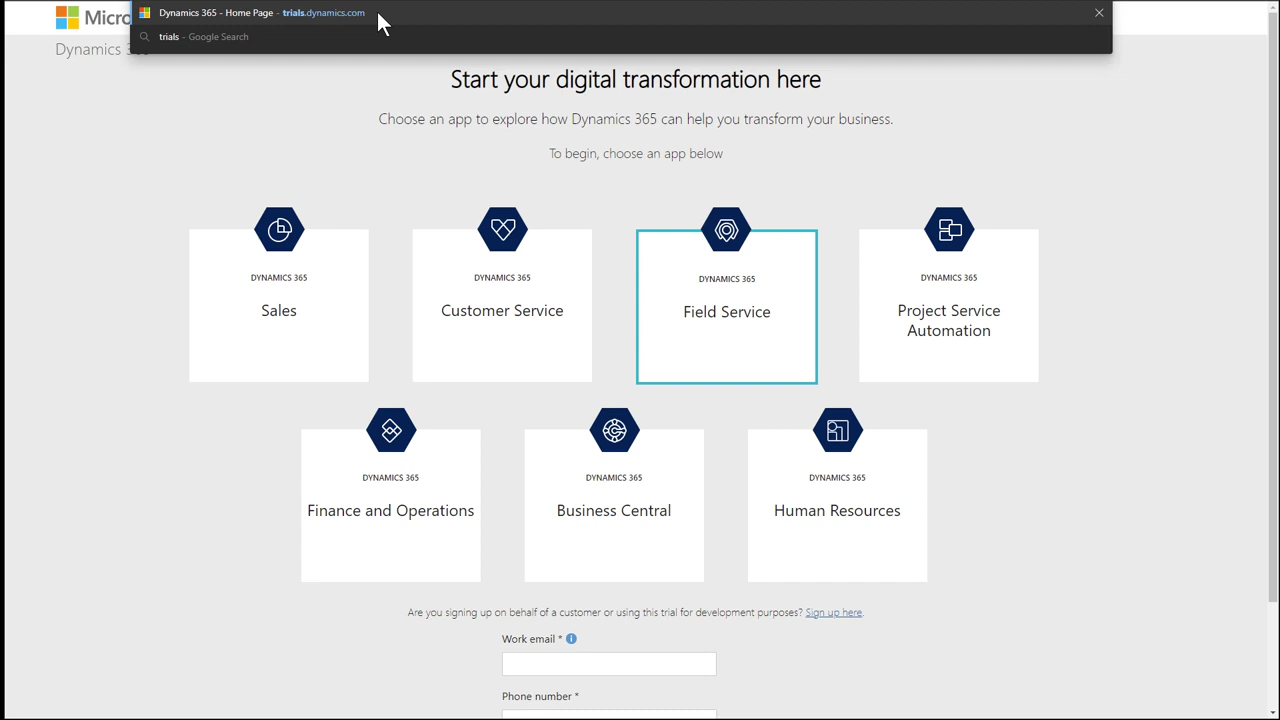 Dynamics 365 - Home Page - trials.dynamics.com
trials - Google Search
Micro
Dynamics 3
Start your digital transformation here
Choose an app to explore how Dynamics 365 can help you transform your business.
To begin, choose an app below
DYNAMICS 365
Sales
DYNAMICS 365
Customer Service
DYNAMICS 365
Field Service
DYNAMICS 365
Project Service
Automation
DYNAMICS 365
Finance and Operations
DYNAMICS 365
Business Central
DYNAMICS 365
Human Resources
Are you signing up on behalf of a customer or using this trial for development purposes? Sign up here.
Work email *
Phone number *